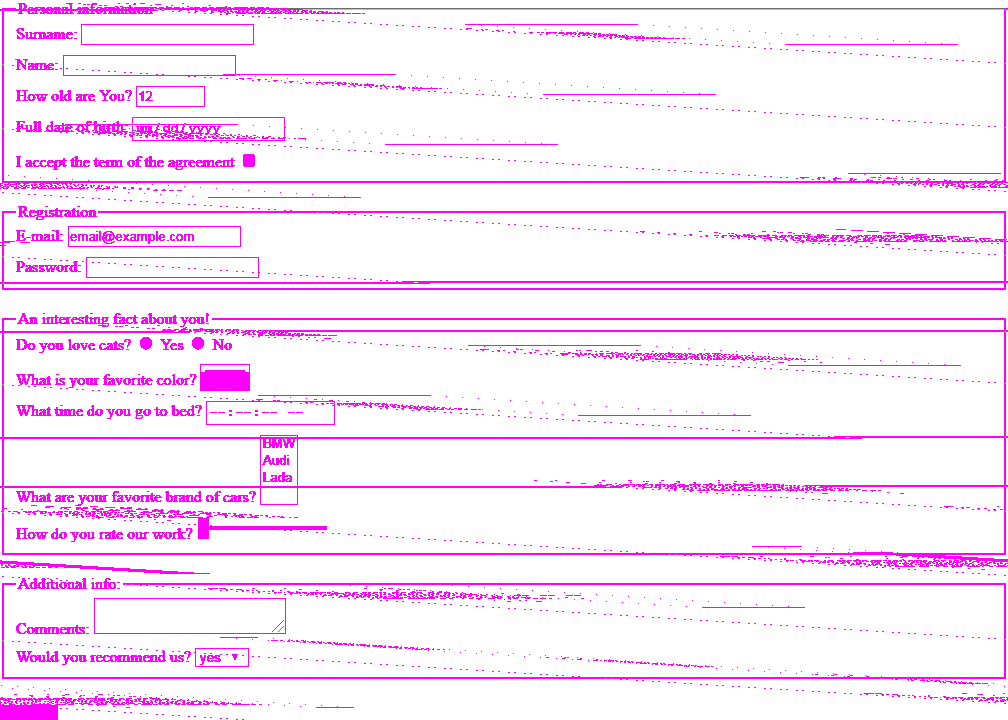 Personal information
Surname:
Name:
How old are You? 12
Full date of birth: mm/dd/yyyy
I accept the term of the agreement
Registration
E-mail: email@example.com
Password:
An interesting fact about you!
Do you love cats? Yes No
What is your favorite color?
What time do you go to bed? --:--:-- --
BMW
Audi
Lada
What are your favorite brand of cars?
How do you rate our work?
Additional info:
Comments:
Would you recommend us? yes